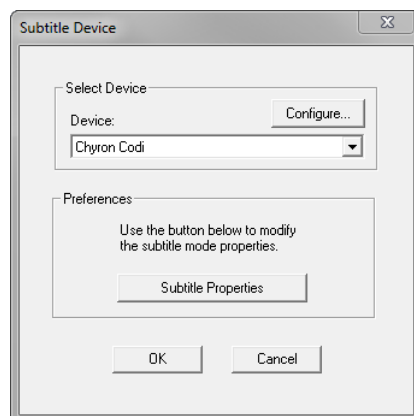 Subtitle Device
Select Device
Configure...
Device:
Chyron Codi
Preferences
Use the button below to modify
the subtitle mode properties.
Subtitle Properties
OK
Cancel